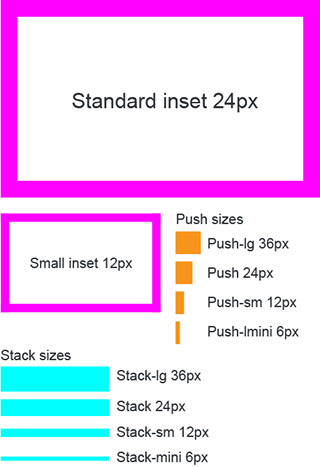 Standard inset 24px
Small inset 12px
Push sizes
Push-lg 36px
Push 24px
Push-sm 12px
Push-lmini 6px
Stack sizes
Stack-lg 36px
Stack 24px
Stack-sm 12px
Stack-mini 6px